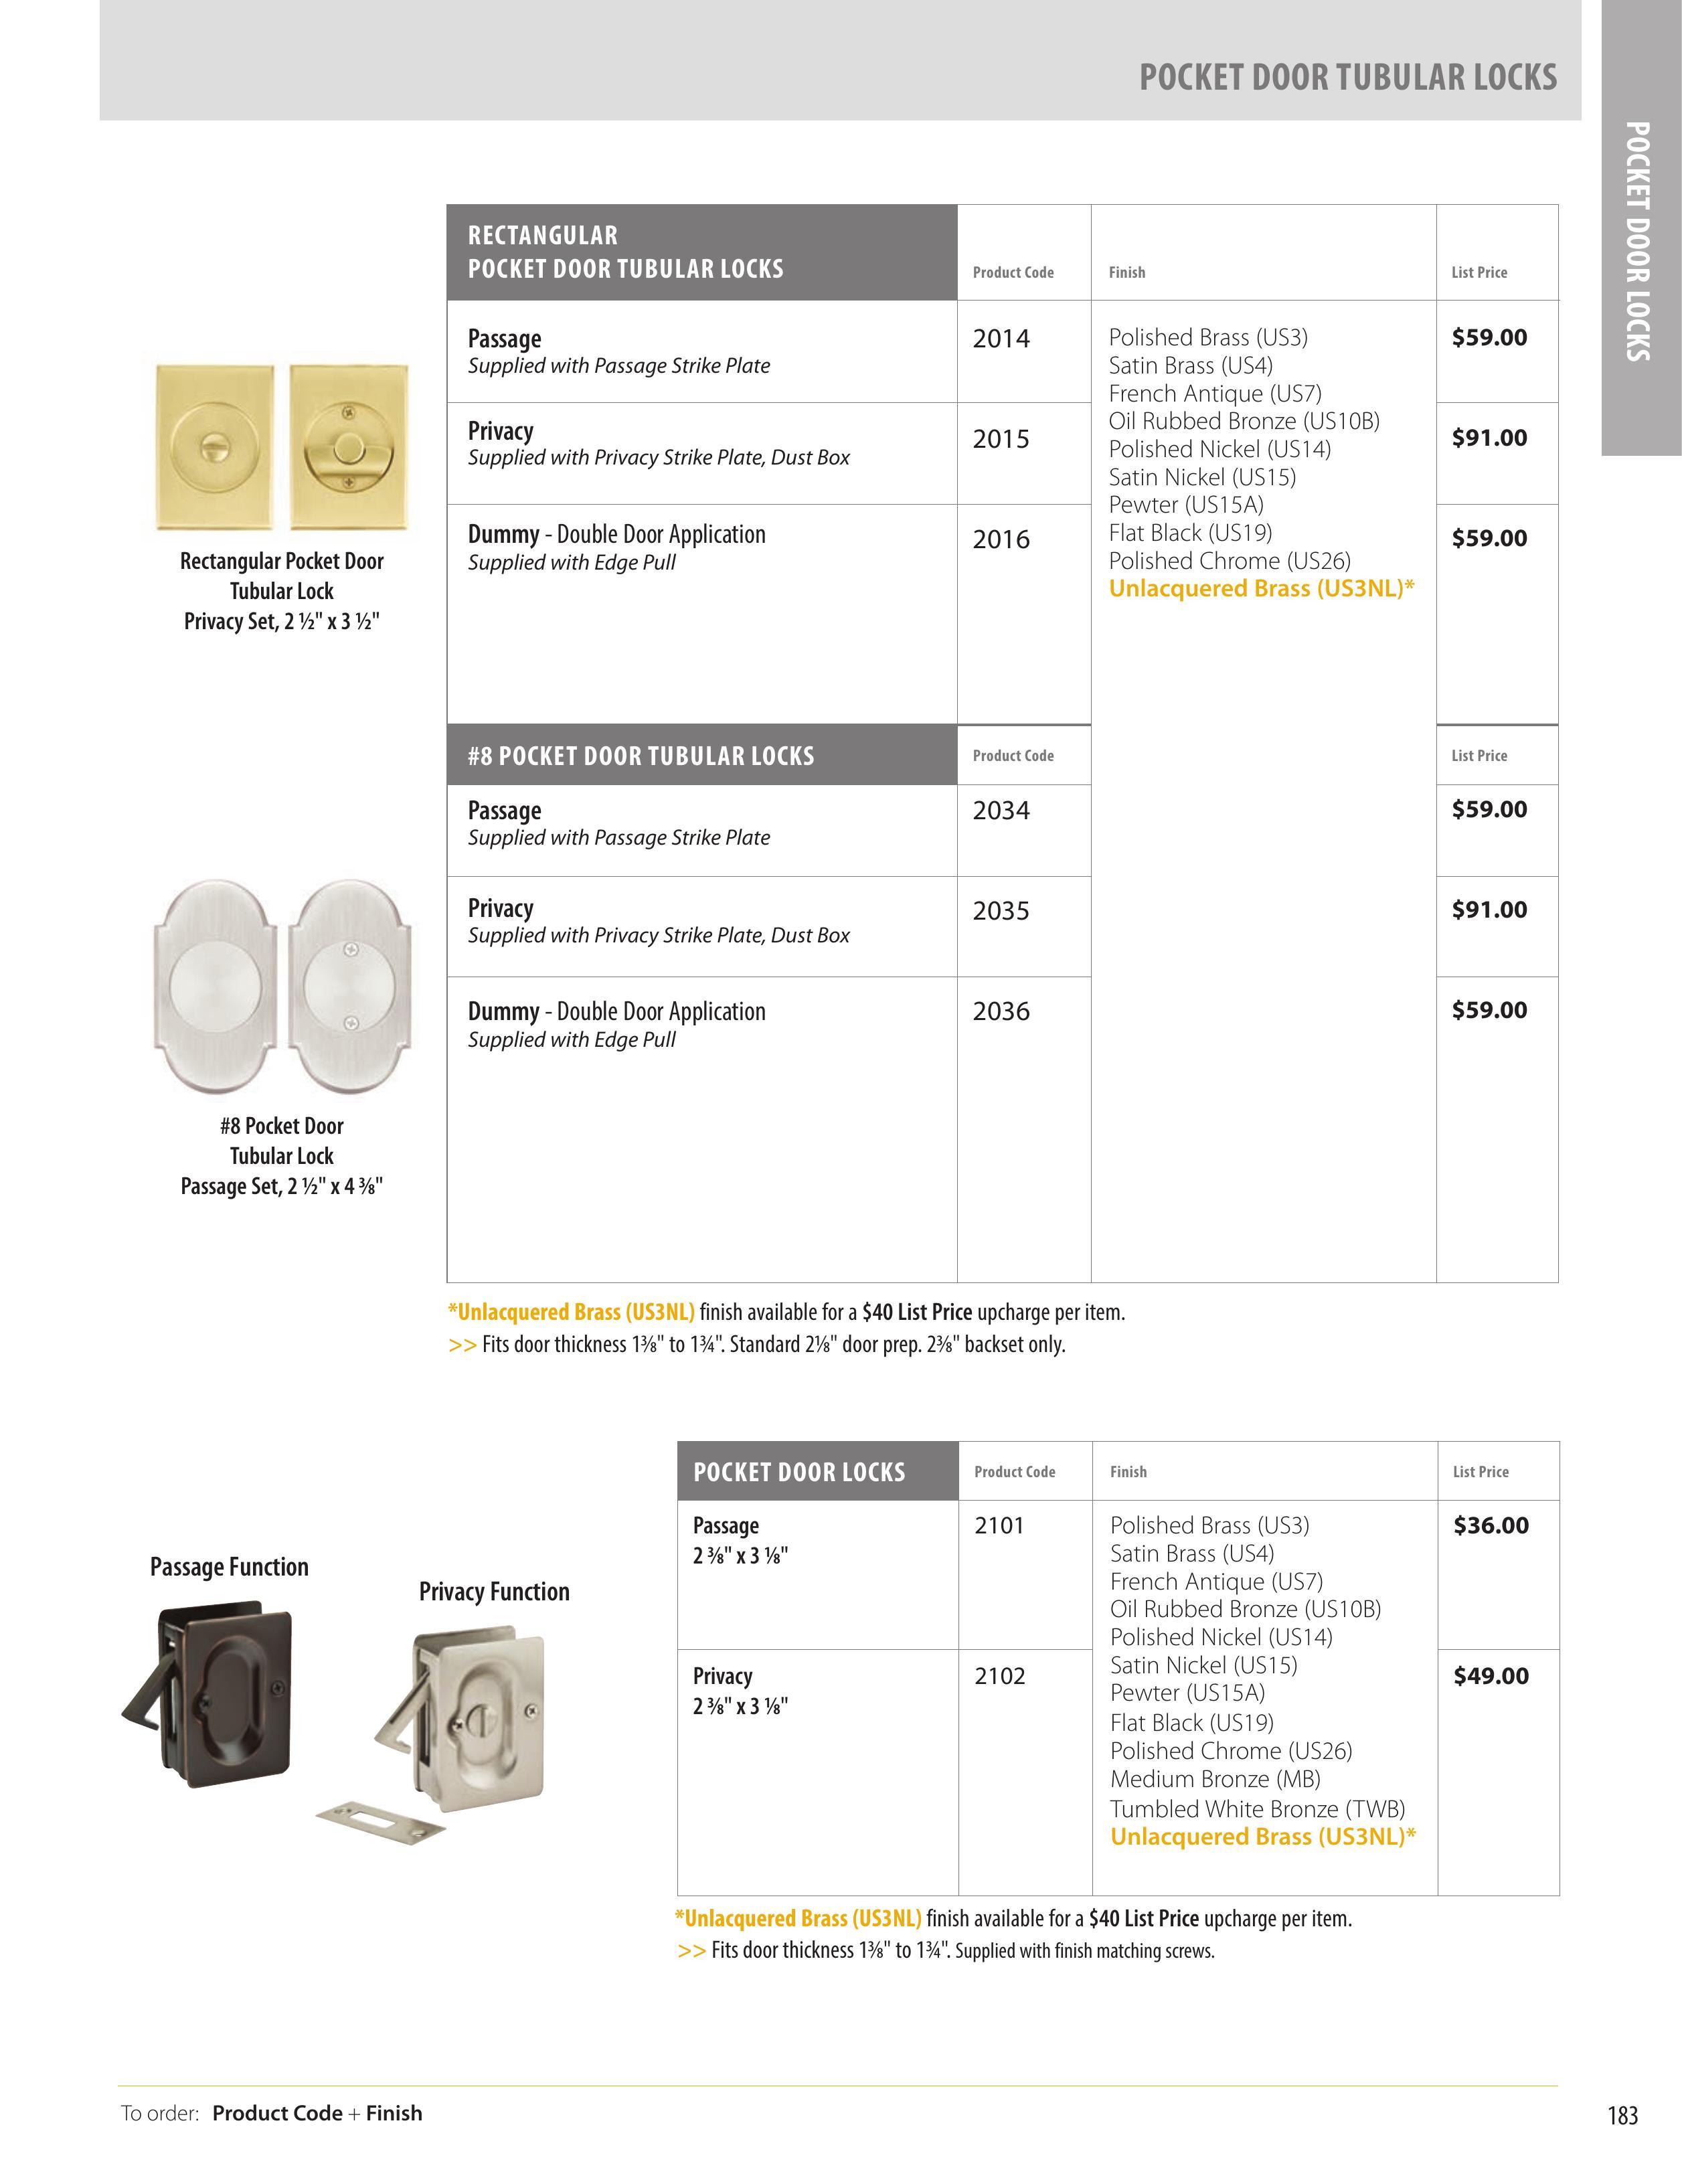 POCKET DOOR TUBULAR LOCKS
POCKET DOOR LOCKS
RECTANGULAR
POCKET DOOR TUBULAR LOCKS
Product Code
Finish
List Price
Passage
Supplied with Passage Strike Plate
2014
$59.00
Privacy
Supplied with Privacy Strike Plate, Dust Box
2015
$91.00
Dummy - Double Door Application
Supplied with Edge Pull
2016
$59.00
Polished Brass (US3)
Satin Brass (US4)
French Antique (US7)
Oil Rubbed Bronze (US10B)
Polished Nickel (US14)
Satin Nickel (US15)
Pewter (US15A)
Flat Black (US19)
Polished Chrome (US26)
Unlacquered Brass (US3NL)*
Rectangular Pocket Door
Tubular Lock
Privacy Set, 2 ½" x 3 ½"
#8 POCKET DOOR TUBULAR LOCKS
Product Code
List Price
Passage
Supplied with Passage Strike Plate
2034
$59.00
Privacy
Supplied with Privacy Strike Plate, Dust Box
2035
$91.00
Dummy - Double Door Application
Supplied with Edge Pull
2036
$59.00
#8 Pocket Door
Tubular Lock
Passage Set, 2 ½" x 4 ⅜"
*Unlacquered Brass (US3NL) finish available for a $40 List Price upcharge per item.
>> Fits door thickness 1⅜" to 1¾". Standard 2⅛" door prep. 2⅜" backset only.
POCKET DOOR LOCKS
Product Code
Finish
List Price
Passage
2 ⅜" x 3 ⅛"
2101
$36.00
Privacy
2 ⅜" x 3 ⅛"
2102
$49.00
Polished Brass (US3)
Satin Brass (US4)
French Antique (US7)
Oil Rubbed Bronze (US10B)
Polished Nickel (US14)
Satin Nickel (US15)
Pewter (US15A)
Flat Black (US19)
Polished Chrome (US26)
Medium Bronze (MB)
Tumbled White Bronze (TWB)
Unlacquered Brass (US3NL)*
Passage Function
Privacy Function
*Unlacquered Brass (US3NL) finish available for a $40 List Price upcharge per item.
>> Fits door thickness 1⅜" to 1¾". Supplied with finish matching screws.
To order: Product Code + Finish
183